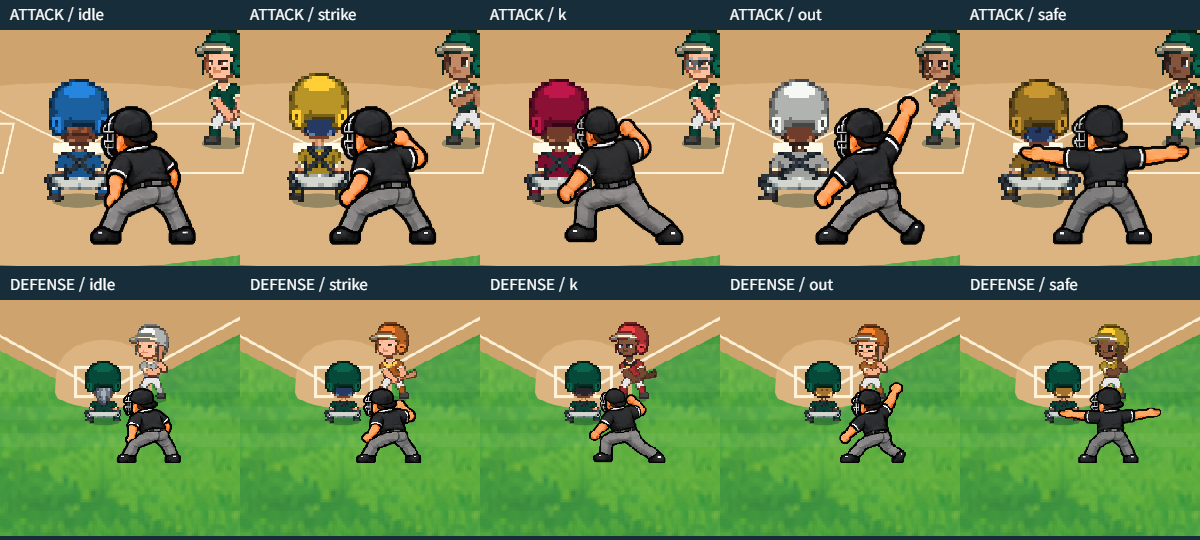 ATTACK / idle
ATTACK / strike
ATTACK / k
ATTACK / out
ATTACK / safe
DEFENSE / idle
DEFENSE / strike
DEFENSE / k
DEFENSE / out
DEFENSE / safe